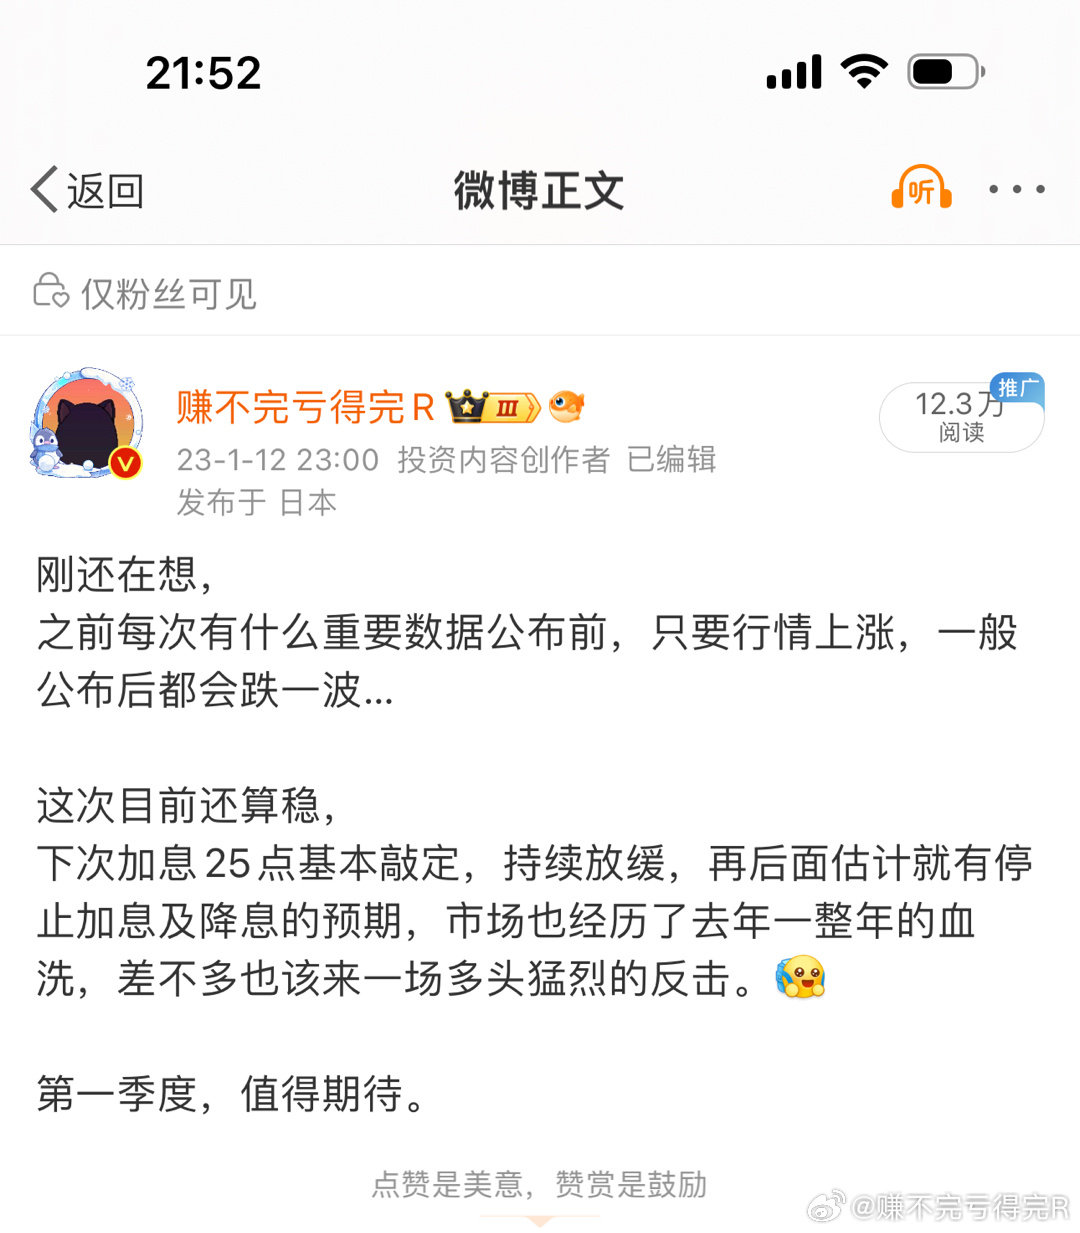 21:52
返回
微博正文
听
仅粉丝可见
赚不完亏得完R
III
23-1-12 23:00 投资内容创作者 已编辑
发布于 日本
推广
12.3万
阅读
刚还在想，
之前每次有什么重要数据公布前，只要行情上涨，一般
公布后都会跌一波...
这次目前还算稳，
下次加息25点基本敲定，持续放缓，再后面估计就有停
止加息及降息的预期，市场也经历了去年一整年的血
洗，差不多也该来一场多头猛烈的反击。
第一季度，值得期待。
点赞是美意，赞赏是鼓励
@赚不完亏得完R